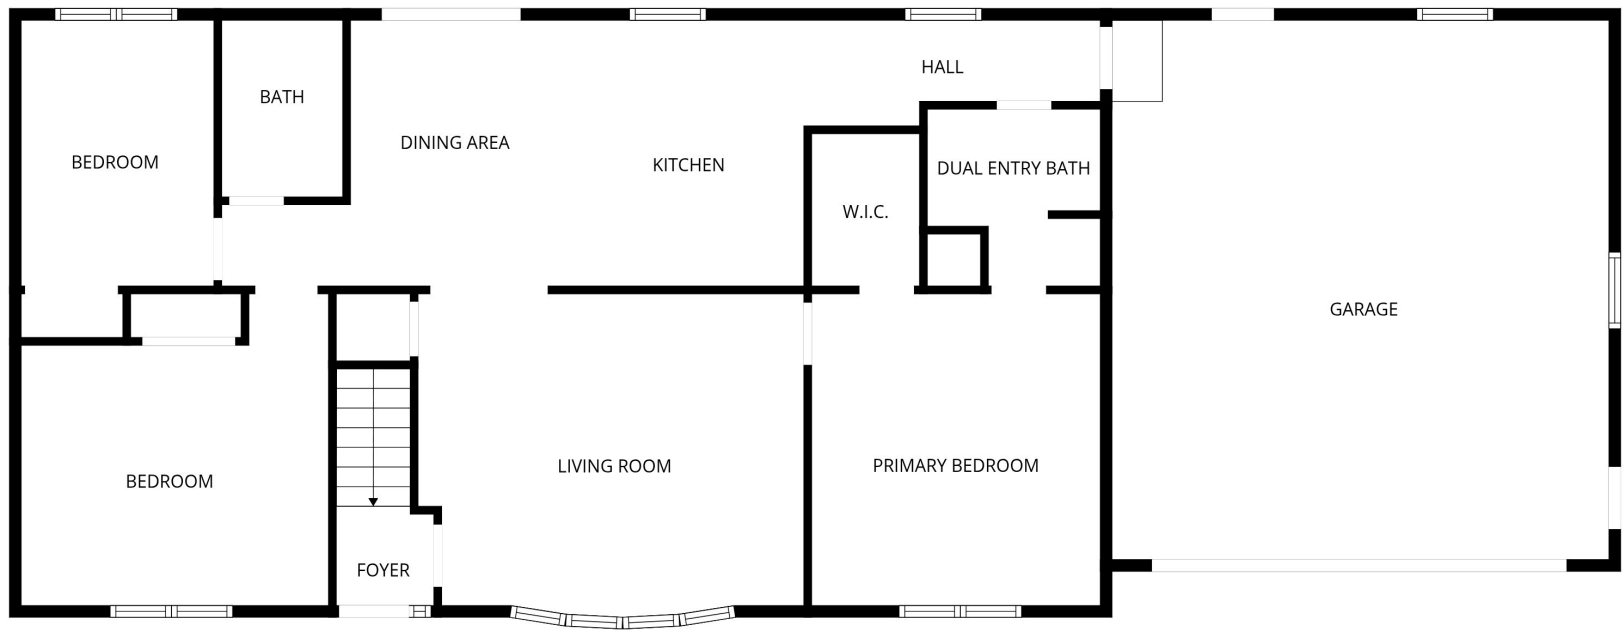 HALL
BATH
DINING AREA
BEDROOM
KITCHEN
DUAL ENTRY BATH
W.I.C.
GARAGE
LIVING ROOM
PRIMARY BEDROOM
BEDROOM
FOYER